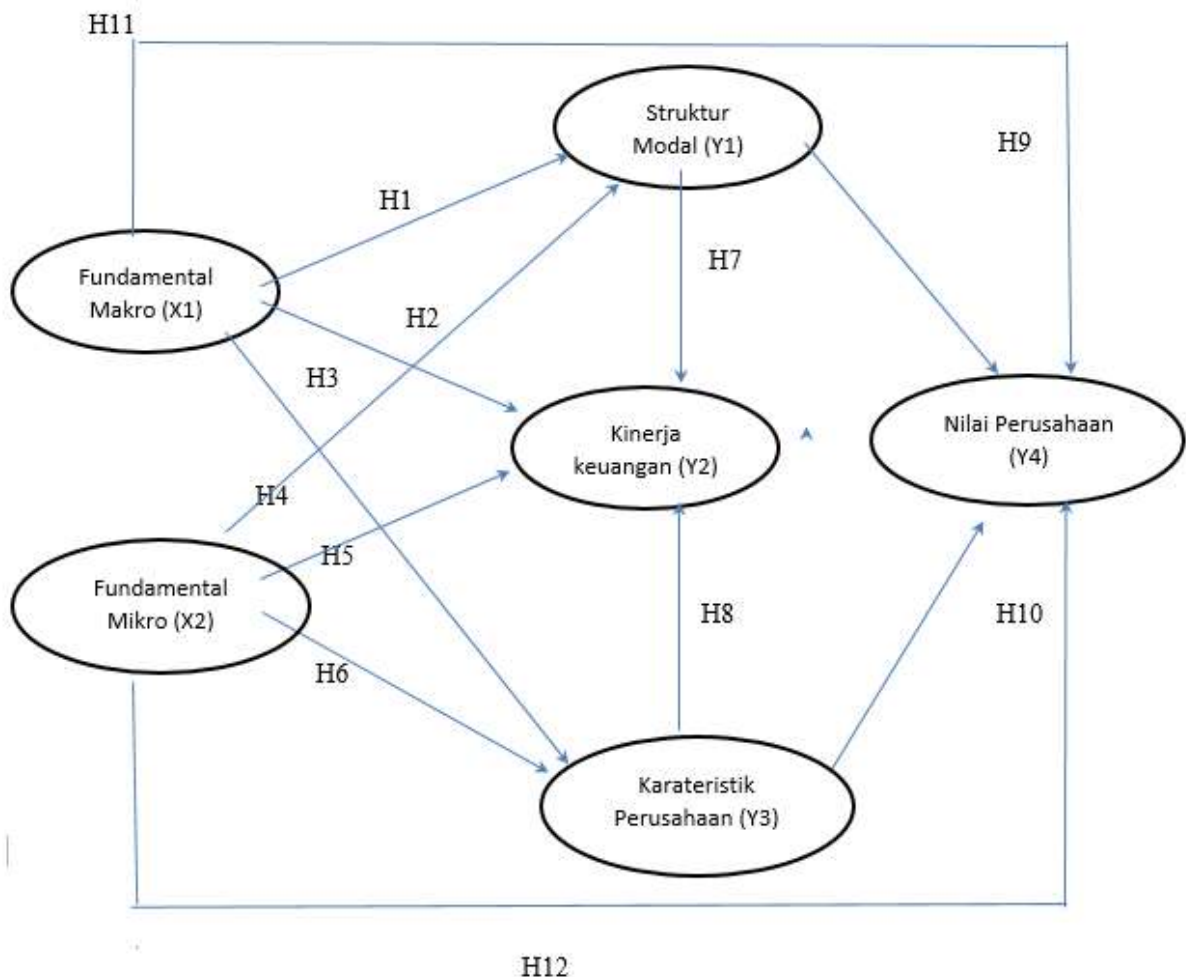 H11
Struktur
Modal (Y1)
H9
H1
H7
Fundamental
Makro (X1)
H2
H3
Kinerja
keuangan (Y2)
Nilai Perusahaan
(Y4)
H4
H5
Fundamental
Mikro (X2)
H8
H10
H6
Karateristik
Perusahaan (Y3)
H12